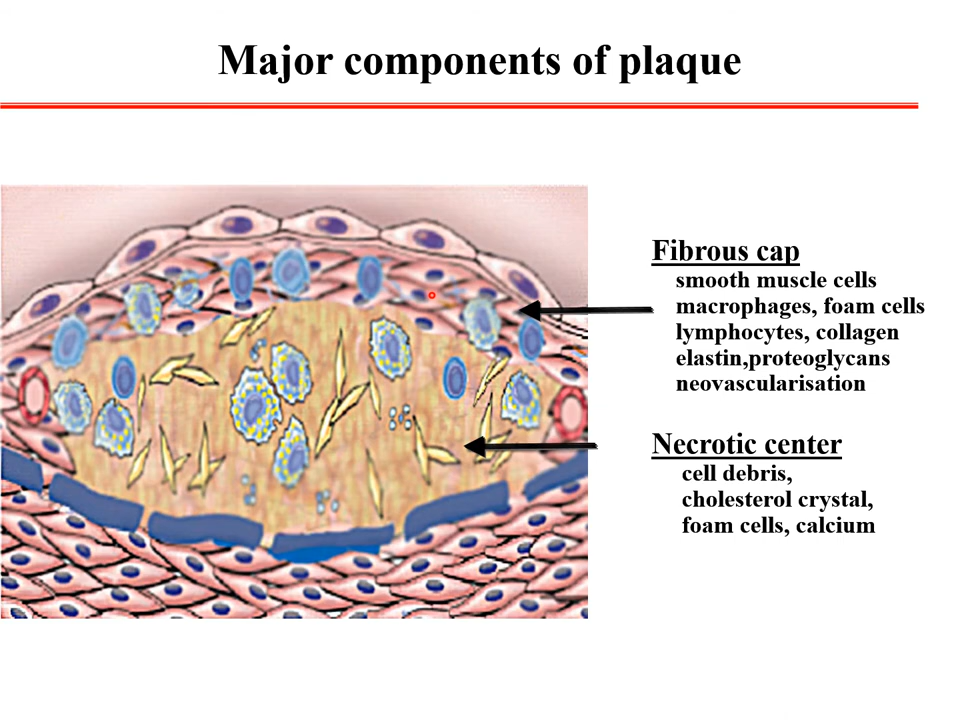 Major components of plaque
Fibrous cap
smooth muscle cells
macrophages, foam cells
lymphocytes, collagen
elastin,proteoglycans
neovascularisation
Necrotic center
cell debris,
cholesterol crystal,
foam cells, calcium